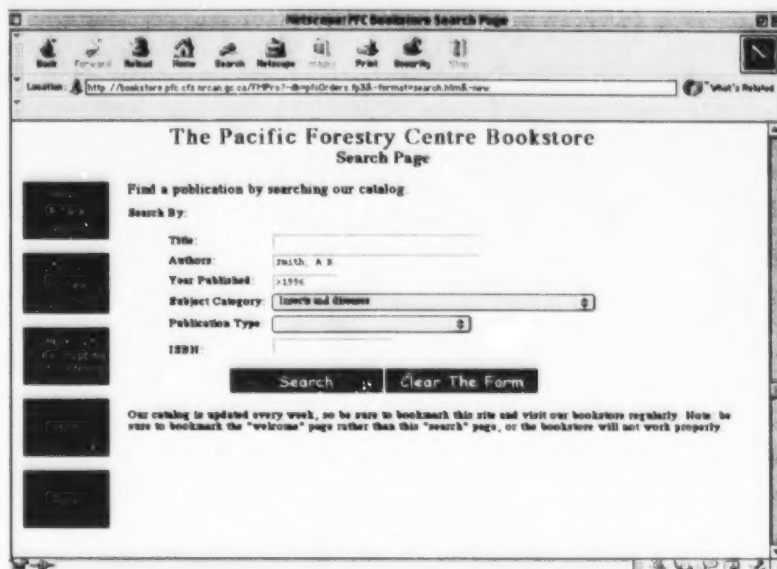 Netscape: PFC Bookstore Search Page
Back Forward Reload Home Search Netscape Images Print Security Stop
Location: http://bookstore.pfc.cfs.nrcan.gc.ca/FMPro?-db=pfcOrders.fp3&-format=search.htm&-new What's Related
The Pacific Forestry Centre Bookstore
Search Page
Find a publication by searching our catalog.
Search By:
Title:
Authors: Smith, A.B.
Year Published: >1996
Subject Category: Insects and diseases
Publication Type:
ISBN:
Search Clear The Form
Our catalog is updated every week, so be sure to bookmark this site and visit our bookstore regularly. Note: be
sure to bookmark the "welcome" page rather than this "search" page, or the bookstore will not work properly.